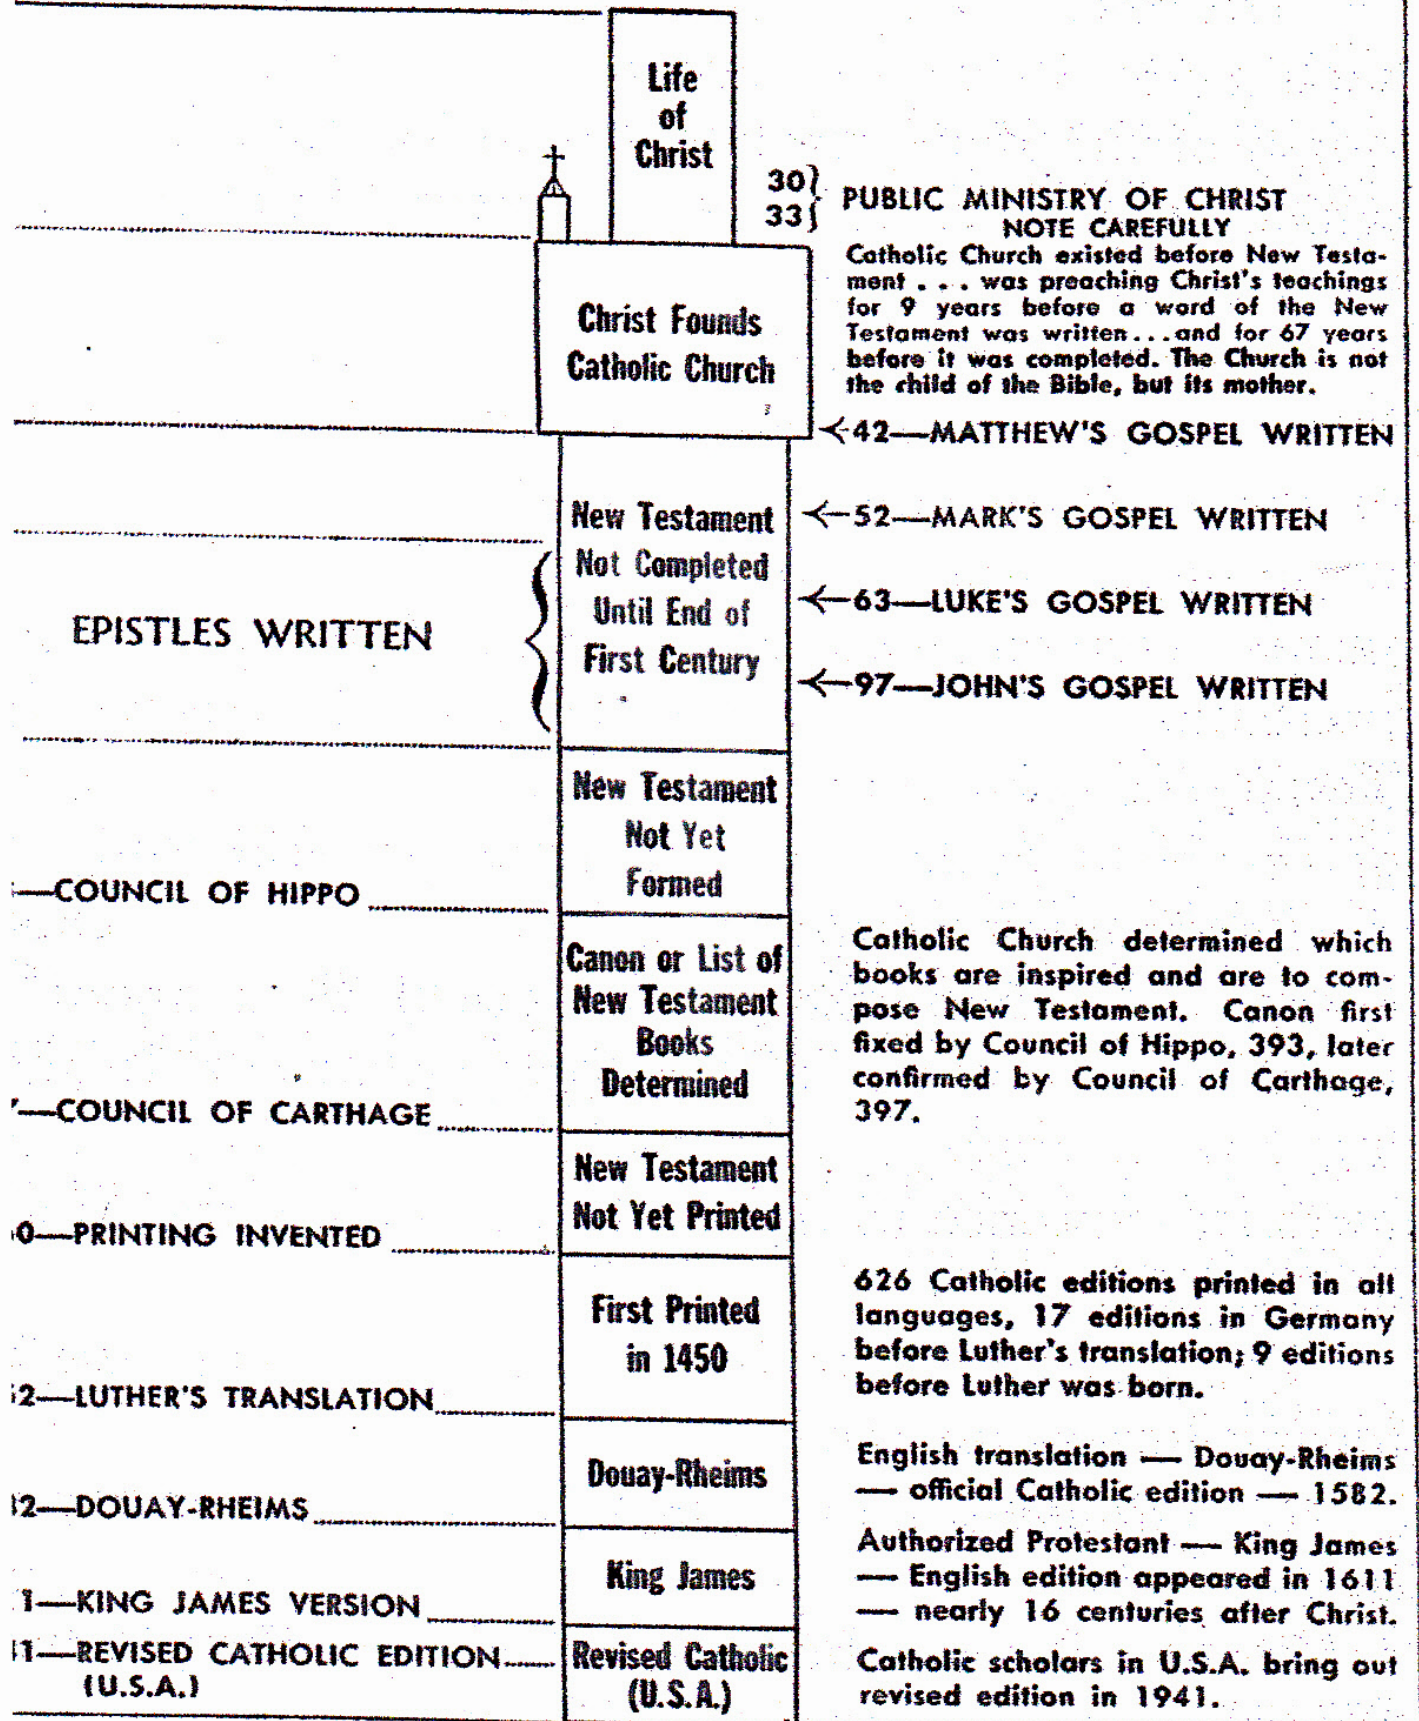 Life
of
Christ
30
33
PUBLIC MINISTRY OF CHRIST
NOTE CAREFULLY
Catholic Church existed before New Testa-
ment . . . was preaching Christ's teachings
for 9 years before a word of the New
Testament was written...and for 67 years
before it was completed. The Church is not
the child of the Bible, but its mother.
Christ Founds
Catholic Church
42—MATTHEW'S GOSPEL WRITTEN
New Testament
Not Completed
Until End of
First Century
52—MARK'S GOSPEL WRITTEN
63—LUKE'S GOSPEL WRITTEN
97—JOHN'S GOSPEL WRITTEN
EPISTLES WRITTEN
New Testament
Not Yet
Formed
—COUNCIL OF HIPPO
Canon or List of
New Testament
Books
Determined
Catholic Church determined which
books are inspired and are to com-
pose New Testament. Canon first
fixed by Council of Hippo, 393, later
confirmed by Council of Carthage,
397.
—COUNCIL OF CARTHAGE
New Testament
Not Yet Printed
0—PRINTING INVENTED
First Printed
in 1450
626 Catholic editions printed in all
languages, 17 editions in Germany
before Luther's translation; 9 editions
before Luther was born.
2—LUTHER'S TRANSLATION
Douay-Rheims
English translation — Douay-Rheims
— official Catholic edition — 1582.
2—DOUAY-RHEIMS
King James
Authorized Protestant — King James
— English edition appeared in 1611
— nearly 16 centuries after Christ.
1—KING JAMES VERSION
1—REVISED CATHOLIC EDITION
(U.S.A.)
Revised Catholic
(U.S.A.)
Catholic scholars in U.S.A. bring out
revised edition in 1941.